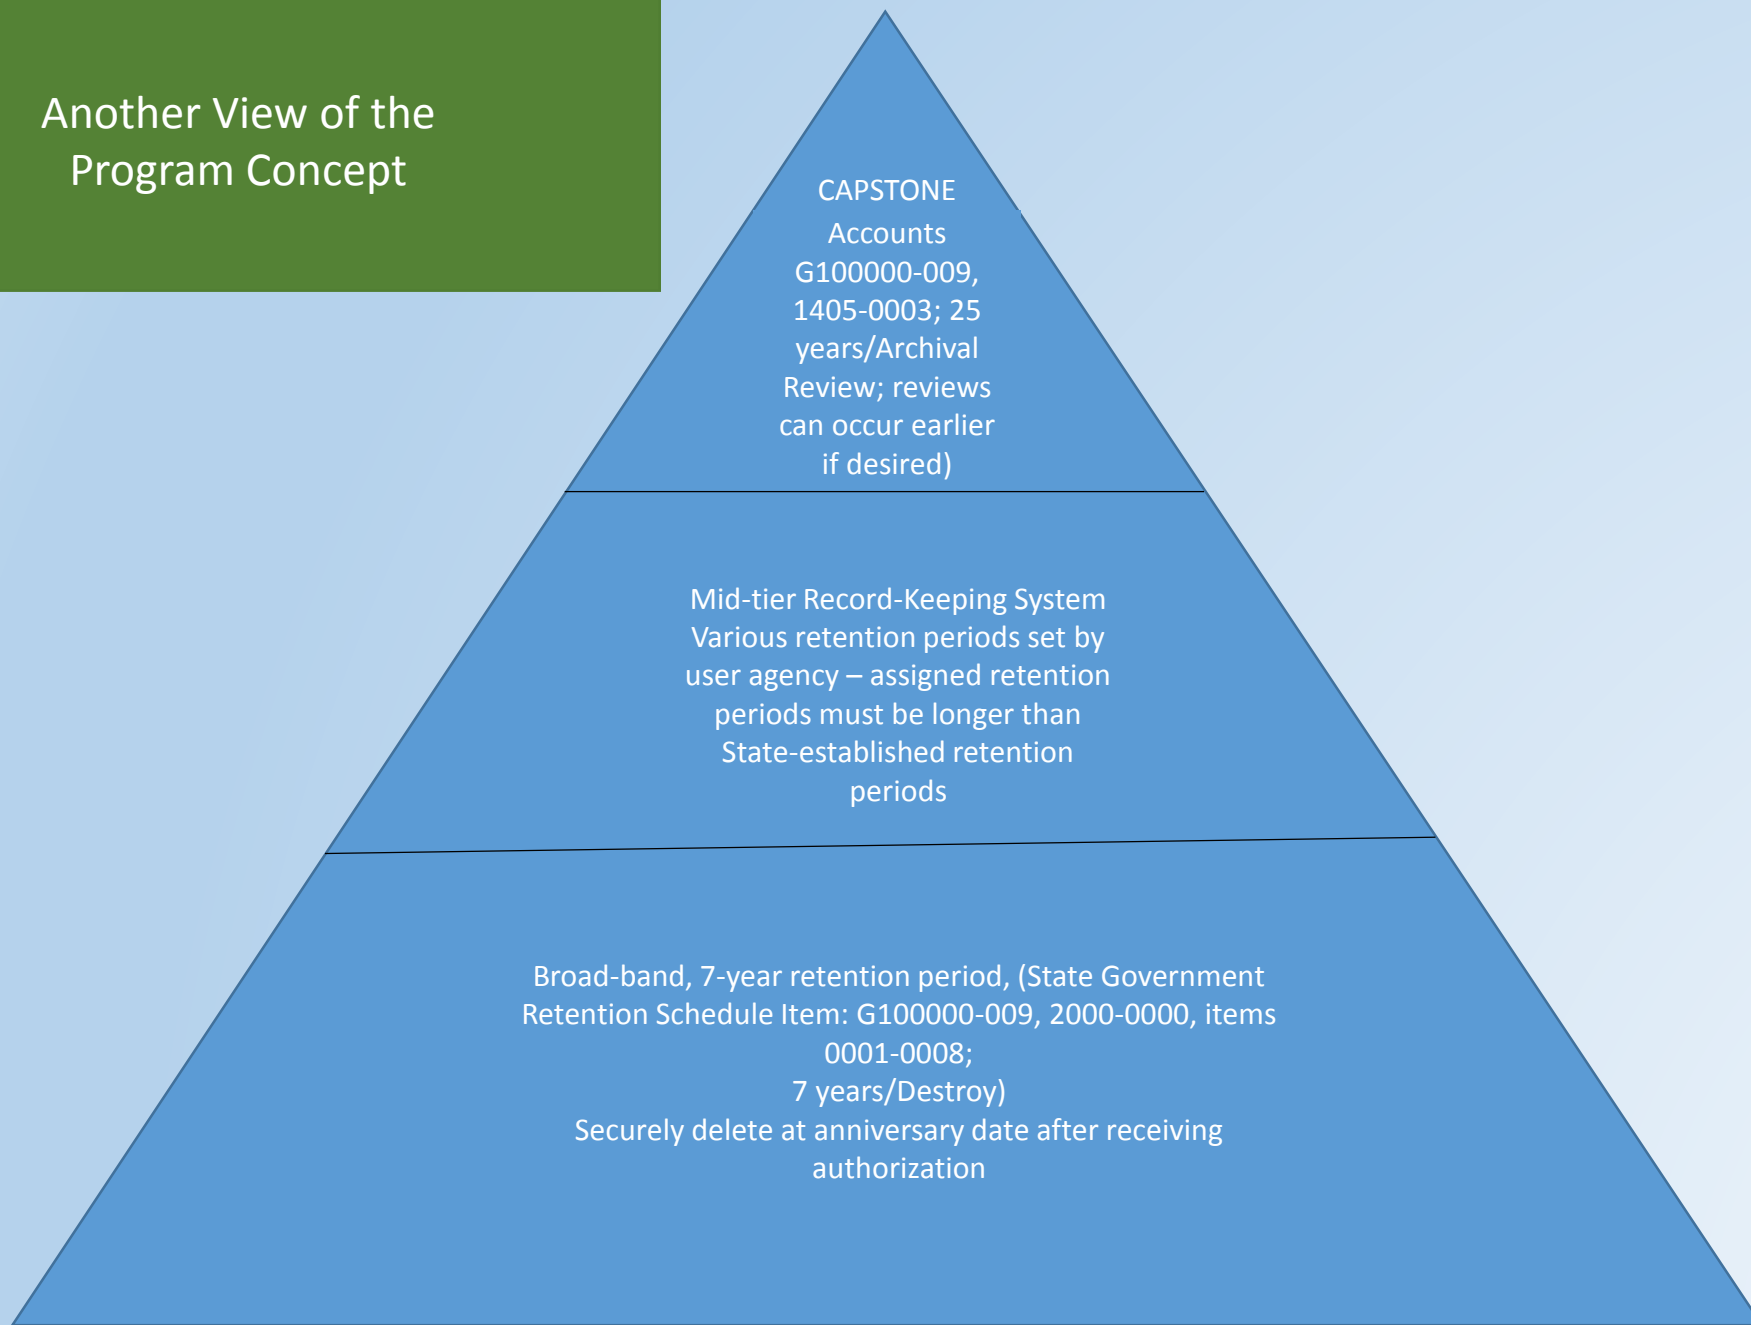 Another View of the
Program Concept
CAPSTONE
Accounts
G100000-009,
1405-0003; 25
years/Archival
Review; reviews
can occur earlier
if desired)
Mid-tier Record-Keeping System
Various retention periods set by
user agency – assigned retention
periods must be longer than
State-established retention
periods
Broad-band, 7-year retention period, (State Government
Retention Schedule Item: G100000-009, 2000-0000, items
0001-0008;
7 years/Destroy)
Securely delete at anniversary date after receiving
authorization